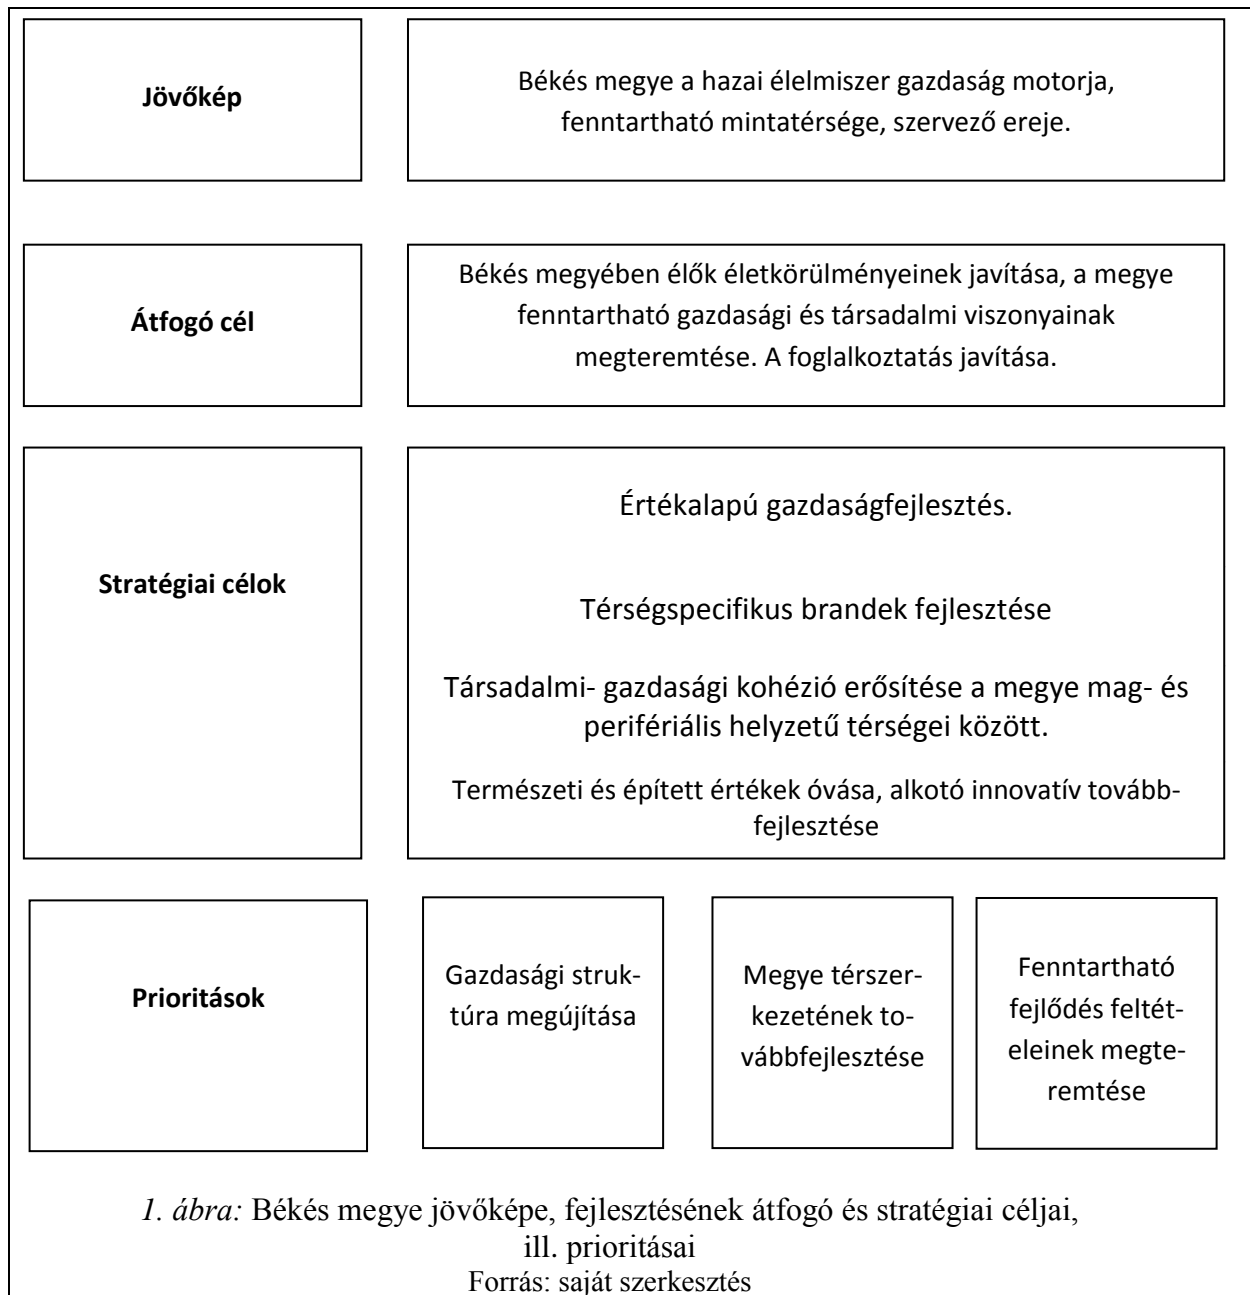 Jövőkép
Békés megye a hazai élelmiszer gazdaság motorja,
fenntartható mintatérsége, szervező ereje.
Átfogó cél
Békés megyében élők életkörülményeinek javítása, a megye
fenntartható gazdasági és társadalmi viszonyainak
megteremtése. A foglalkoztatás javítása.
Stratégiai célok
Értékalapú gazdaságfejlesztés.
Térségspecifikus brandek fejlesztése
Társadalmi- gazdasági kohézió erősítése a megye mag- és
perifériális helyzetű térségei között.
Természeti és épített értékek óvása, alkotó innovatív tovább-
fejlesztése
Prioritások
Gazdasági struk-
túra megújítása
Megye térszer-
kezetének to-
vábbfejlesztése
Fenntartható
fejlődés feltét-
eleinek megte-
remtése
1. ábra: Békés megye jövőképe, fejlesztésének átfogó és stratégiai céljai,
ill. prioritásai
Forrás: saját szerkesztés